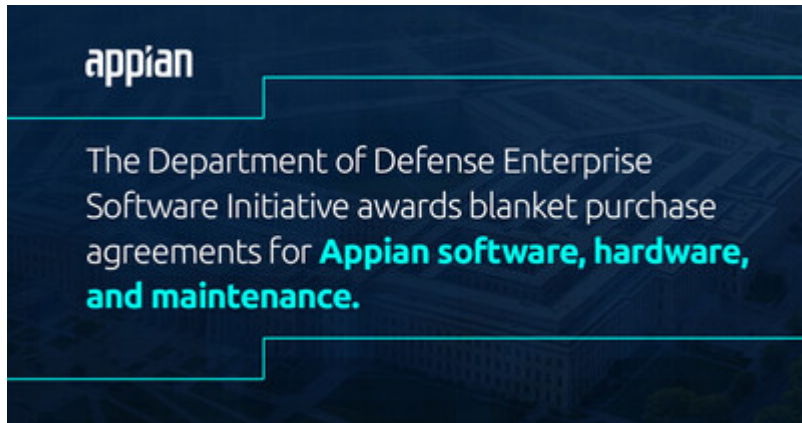 appian
The Department of Defense Enterprise
Software Initiative awards blanket purchase
agreements for Appian software, hardware,
and maintenance.